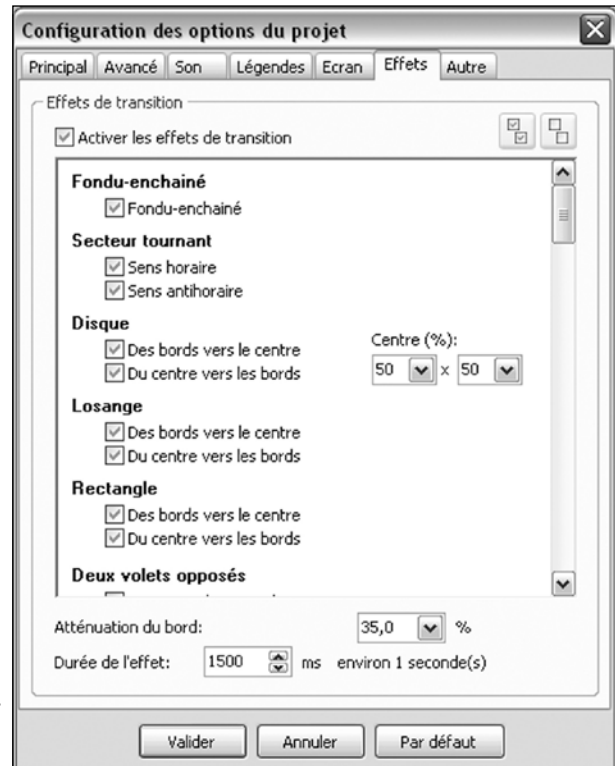 Configuration des options du projet
Principal Avancé Son Légendes Ecran Effets Autre
Effets de transition
Activer les effets de transition
Fondu-enchainé
Fondu-enchainé
Secteur tournant
Sens horaire
Sens antihoraire
Disque
Centre (%):
Des bords vers le centre
50 x 50
Du centre vers les bords
Losange
Des bords vers le centre
Du centre vers les bords
Rectangle
Des bords vers le centre
Du centre vers les bords
Deux volets opposés
Atténuation du bord: 35,0 %
Durée de l'effet: 1500 ms environ 1 seconde(s)
Valider Annuler Par défaut